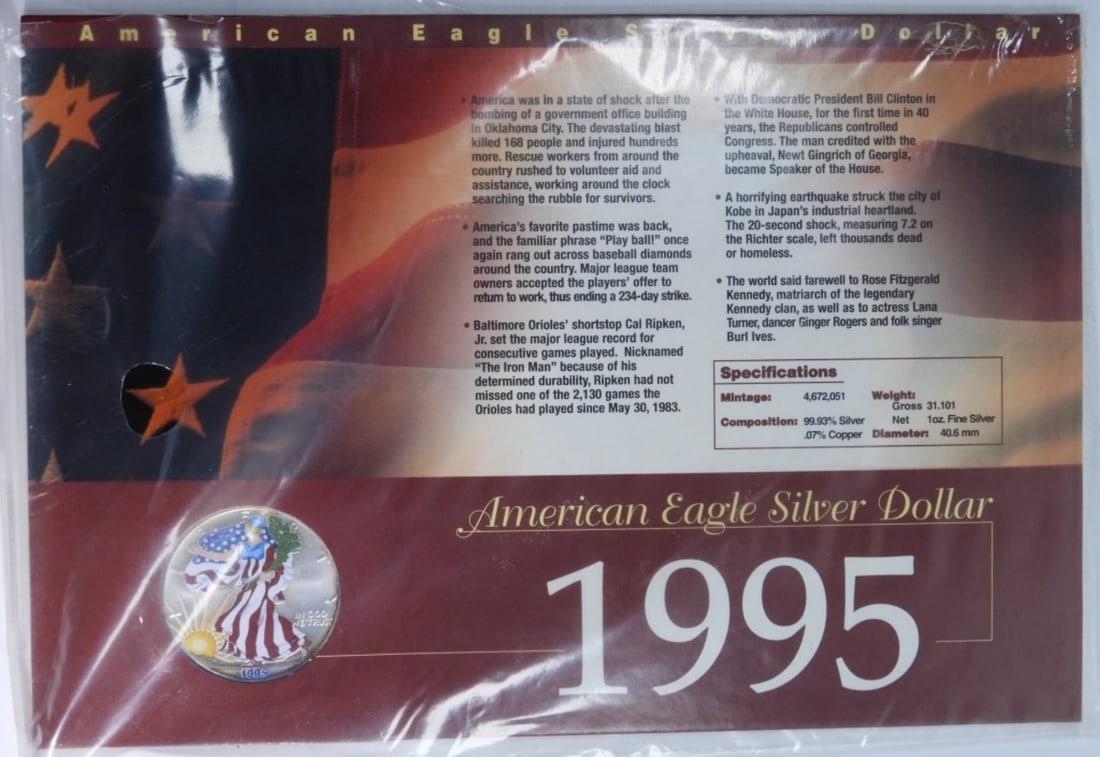 American Eagle Silver Dollar
• America was in a state of shock after the
bombing of a government office building
in Oklahoma City. The devastating blast
killed 168 people and injured hundreds
more. Rescue workers from around the
country rushed to volunteer aid and
assistance, working around the clock
searching the rubble for survivors.
• America's favorite pastime was back,
and the familiar phrase "Play ball!" once
again rang out across baseball diamonds
around the country. Major league team
owners accepted the players' offer to
return to work, thus ending a 234-day strike.
• Baltimore Orioles' shortstop Cal Ripken,
Jr. set the major league record for
consecutive games played. Nicknamed
"The Iron Man" because of his
determined durability, Ripken had not
missed one of the 2,130 games the
Orioles had played since May 30, 1983.
• With Democratic President Bill Clinton in
the White House, for the first time in 40
years, the Republicans controlled
Congress. The man credited with the
upheaval, Newt Gingrich of Georgia,
became Speaker of the House.
• A horrifying earthquake struck the city of
Kobe in Japan's industrial heartland.
The 20-second shock, measuring 7.2 on
the Richter scale, left thousands dead
or homeless.
• The world said farewell to Rose Fitzgerald
Kennedy, matriarch of the legendary
Kennedy clan, as well as to actress Lana
Turner, dancer Ginger Rogers and folk singer
Burl Ives.
Specifications
Mintage: 4,672,051
Composition: 99.93% Silver
.07% Copper
Weight:
Gross 31.101
Net 1oz. Fine Silver
Diameter: 40.6 mm
American Eagle Silver Dollar
1995
IN GOD
WE TRUST
1995